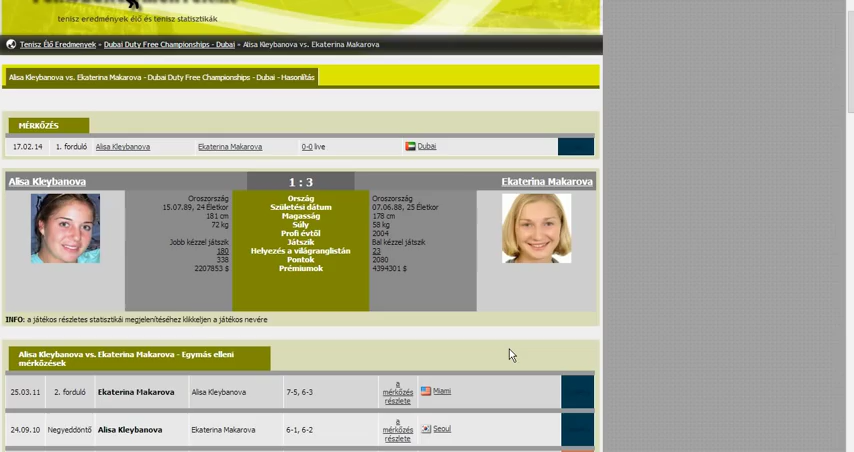 tenisz eredmények élő és tenisz statisztikák
Tenisz Élő Eredmenyek » Dubai Duty Free Championships - Dubai » Alisa Kleybanova vs. Ekaterina Makarova
Alisa Kleybanova vs. Ekaterina Makarova - Dubai Duty Free Championships - Dubai - Hasonlítás
MÉRKŐZÉS
17.02.14 1. forduló Alisa Kleybanova Ekaterina Makarova 0-0 live Dubai
Alisa Kleybanova 1 : 3 Ekaterina Makarova
Oroszország Ország Oroszország
15.07.89, 24 Életkor Születési dátum 07.06.88, 25 Életkor
181 cm Magasság 178 cm
72 kg Súly 58 kg
Profi évtől 2004
Jobb kézzel játszik Játszik Bal kézzel játszik
180 Helyezés a világranglistán 23
338 Pontok 2080
2207853 $ Prémiumok 4394301 $
INFO: a játékos részletes statisztikái megjelenítéséhez klikkeljen a játékos nevére
Alisa Kleybanova vs. Ekaterina Makarova - Egymás elleni
mérkőzések
25.03.11 2. forduló Ekaterina Makarova Alisa Kleybanova 7-5, 6-3 a mérkőzés részlete Miami
24.09.10 Negyeddöntő Alisa Kleybanova Ekaterina Makarova 6-1, 6-2 a mérkőzés részlete Seoul